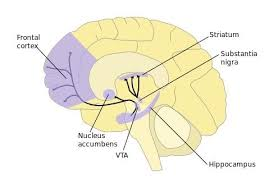 Frontal
cortex
Striatum
Substantia
nigra
Nucleus
accumbens
VTA
Hippocampus